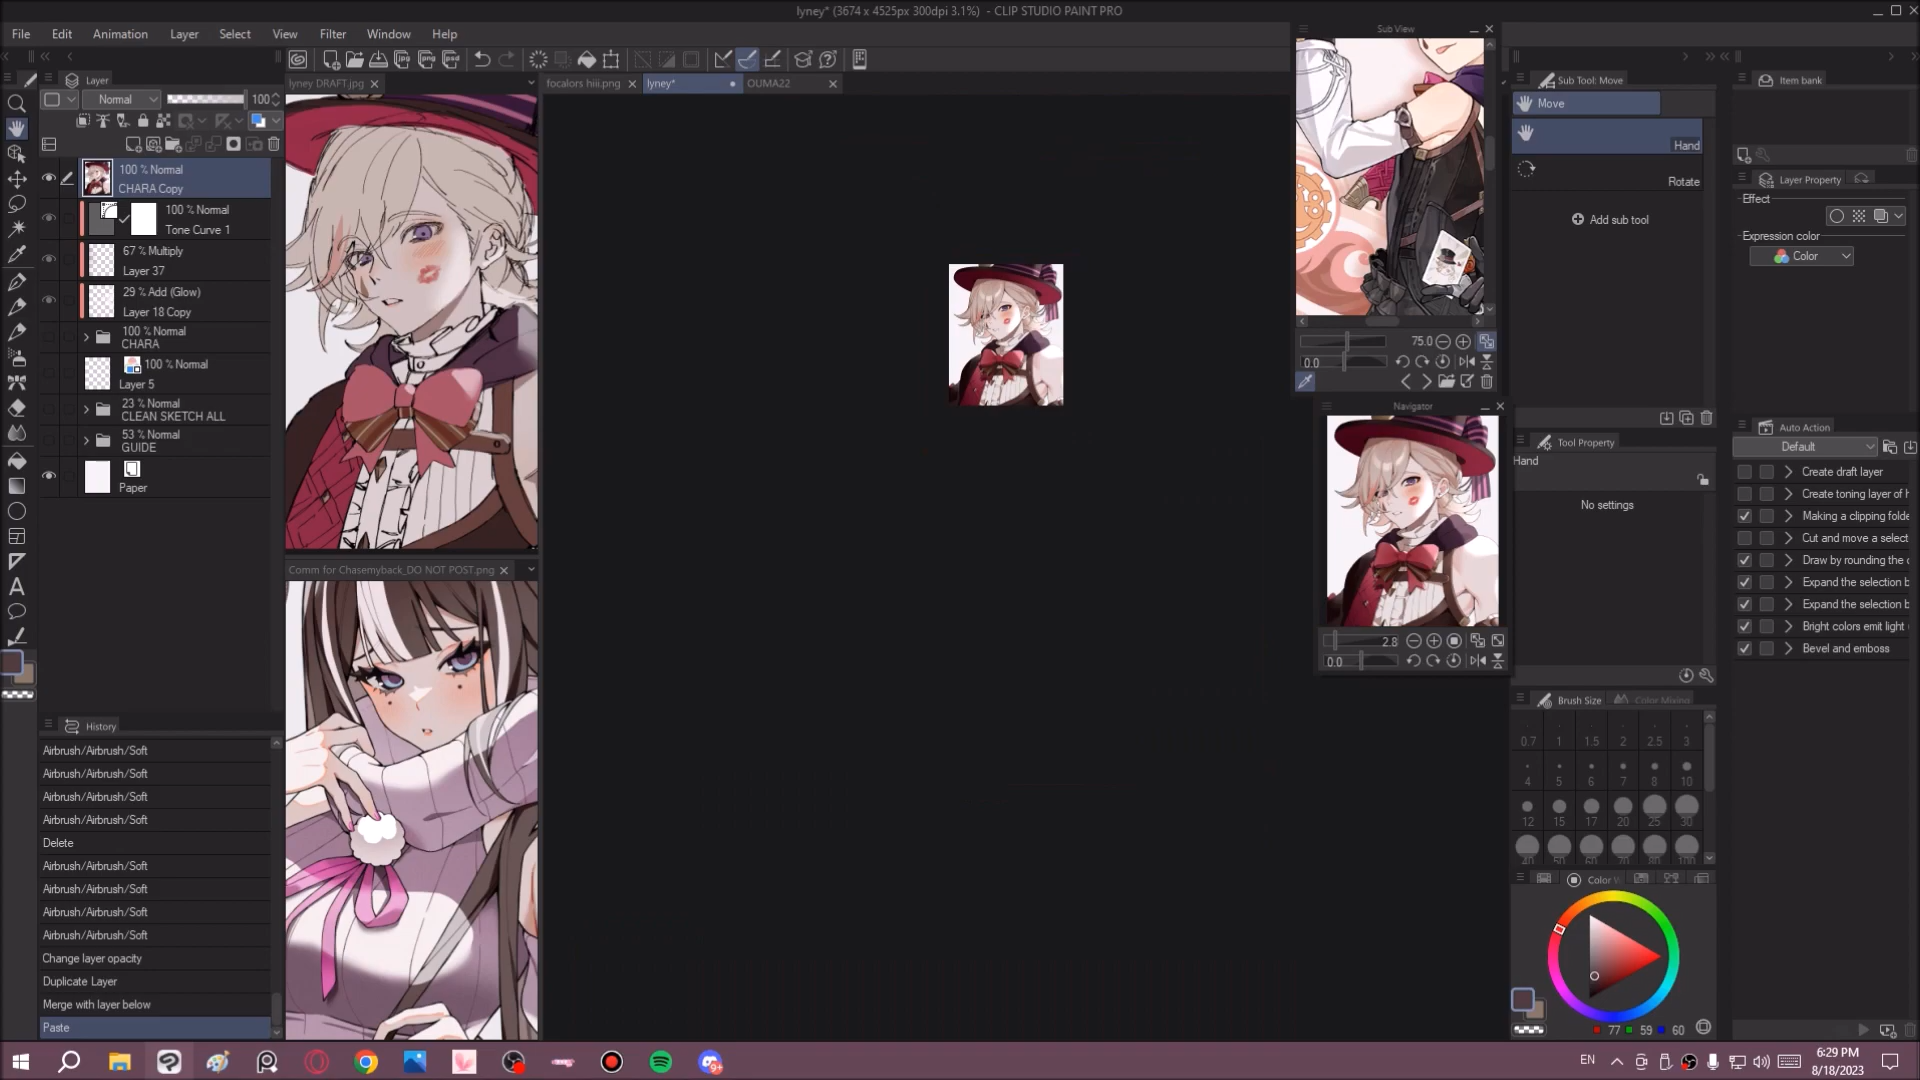 lyney* (3674 x 4525px 300dpi 3.1%) - CLIP STUDIO PAINT PRO
File Edit Animation Layer Select View Filter Window Help
Layer
Normal 100
100 % Normal
CHARA Copy
100 % Normal
Tone Curve 1
67 % Multiply
Layer 37
29 % Add (Glow)
Layer 18 Copy
100 % Normal
CHARA
100 % Normal
Layer 5
23 % Normal
CLEAN SKETCH ALL
53 % Normal
GUIDE
Paper
History
Airbrush/Airbrush/Soft
Airbrush/Airbrush/Soft
Airbrush/Airbrush/Soft
Airbrush/Airbrush/Soft
Delete
Airbrush/Airbrush/Soft
Airbrush/Airbrush/Soft
Airbrush/Airbrush/Soft
Airbrush/Airbrush/Soft
Change layer opacity
Duplicate Layer
Merge with layer below
Paste
lyney DRAFT.jpg
Comm for Chasemyback_DO NOT POST.png
focalors hiii.png lyney* OUMA22
Sub View
75.0
0.0
Navigator
2.8
0.0
Sub Tool: Move
Move
Hand
Rotate
Add sub tool
Tool Property
Hand
No settings
Brush Size Color Mixing
0.7 1 1.5 2 2.5 3
4 5 6 7 8 10
12 15 17 20 25 30
40 50 60 70 80 100
77 59 60
Item bank
Layer Property
Effect
Expression color
Color
Auto Action
Default
Create draft layer
Create toning layer of h
Making a clipping folde
Cut and move a select
Draw by rounding the c
Expand the selection b
Expand the selection b
Bright colors emit light
Bevel and emboss
9+
EN
6:29 PM
8/18/2023